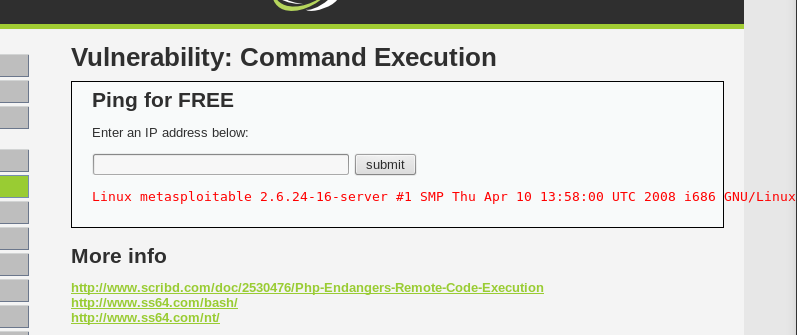 Vulnerability: Command Execution
Ping for FREE
Enter an IP address below:
submit
Linux metasploitable 2.6.24-16-server #1 SMP Thu Apr 10 13:58:00 UTC 2008 i686 GNU/Linux
More info
http://www.scribd.com/doc/2530476/Php-Endangers-Remote-Code-Execution
http://www.ss64.com/bash/
http://www.ss64.com/nt/